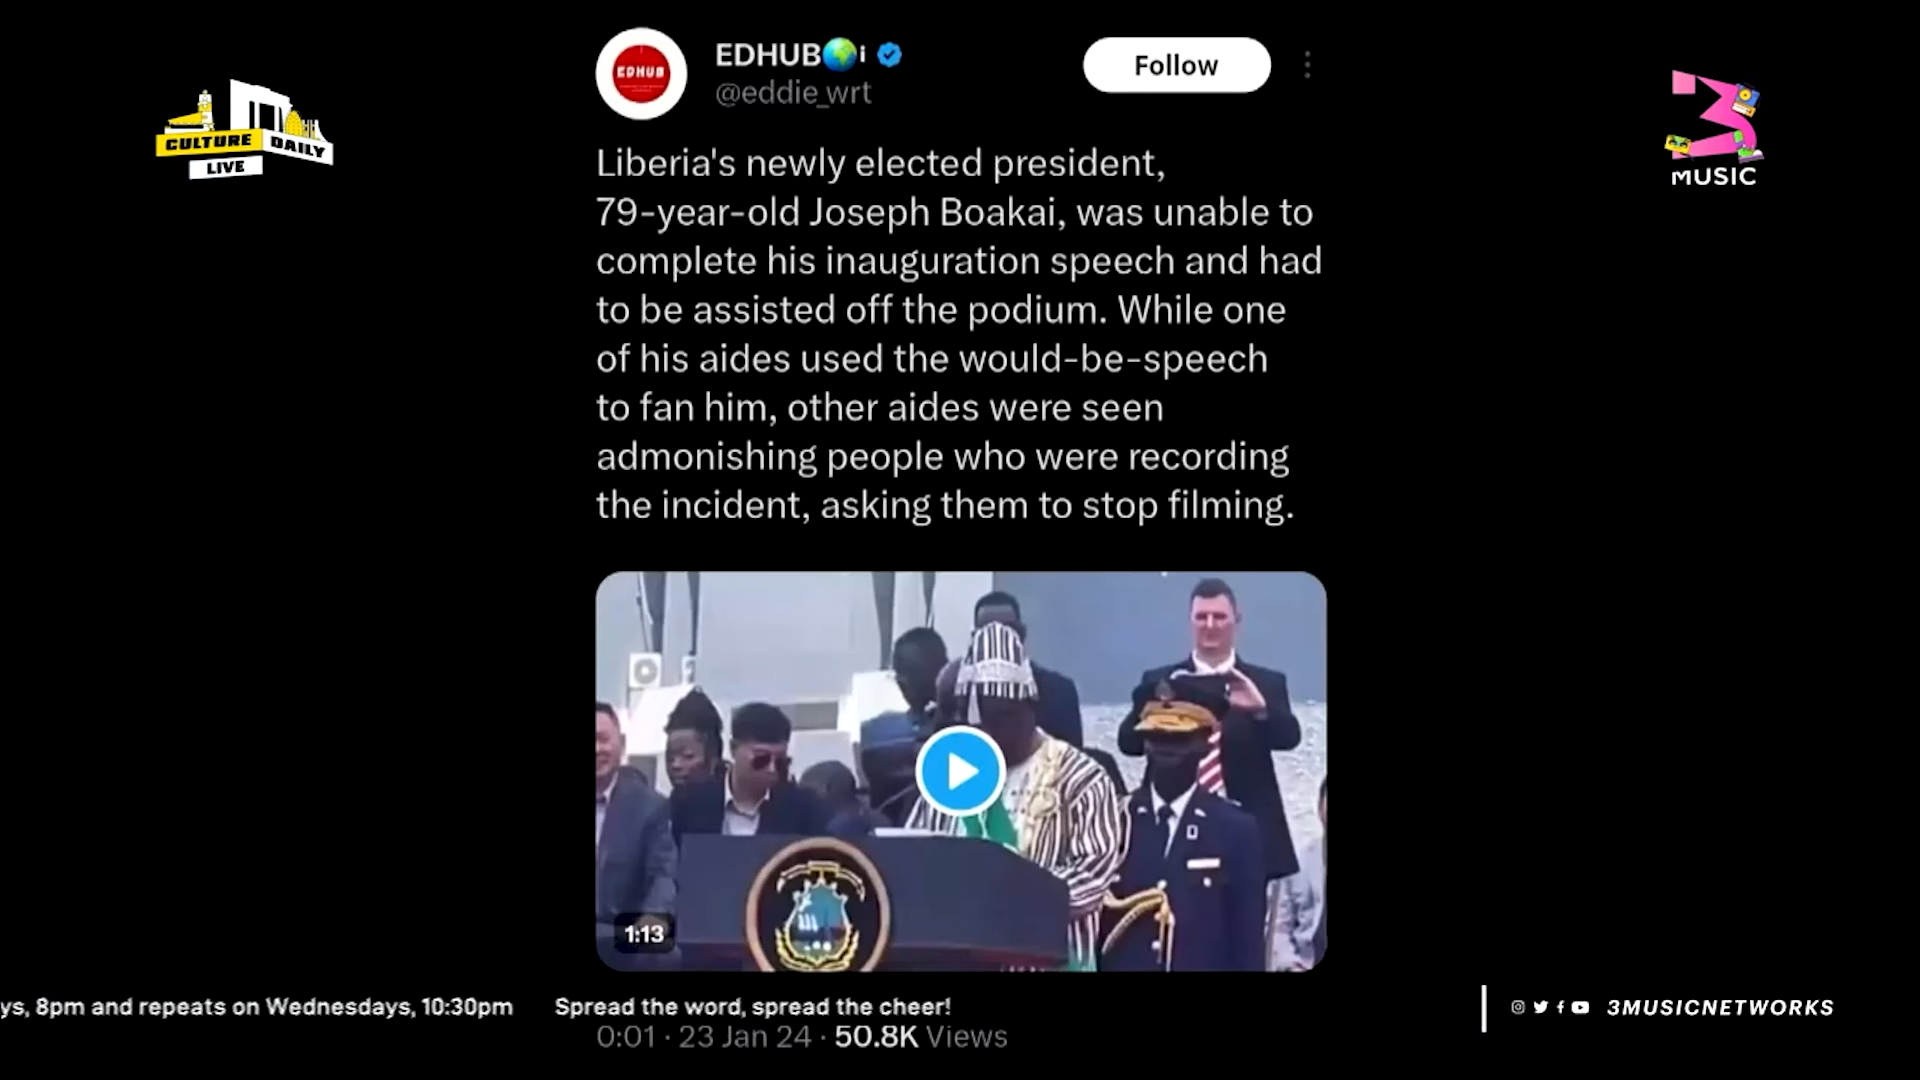 CULTURE DAILY
LIVE
EDHUB
EDHUB🌍i
@eddie_wrt
Follow
3
MUSIC
Liberia's newly elected president,
79-year-old Joseph Boakai, was unable to
complete his inauguration speech and had
to be assisted off the podium. While one
of his aides used the would-be-speech
to fan him, other aides were seen
admonishing people who were recording
the incident, asking them to stop filming.
1:13
ys, 8pm and repeats on Wednesdays, 10:30pm Spread the word, spread the cheer!
3MUSICNETWORKS
0:01 · 23 Jan 24 · 50.8K Views